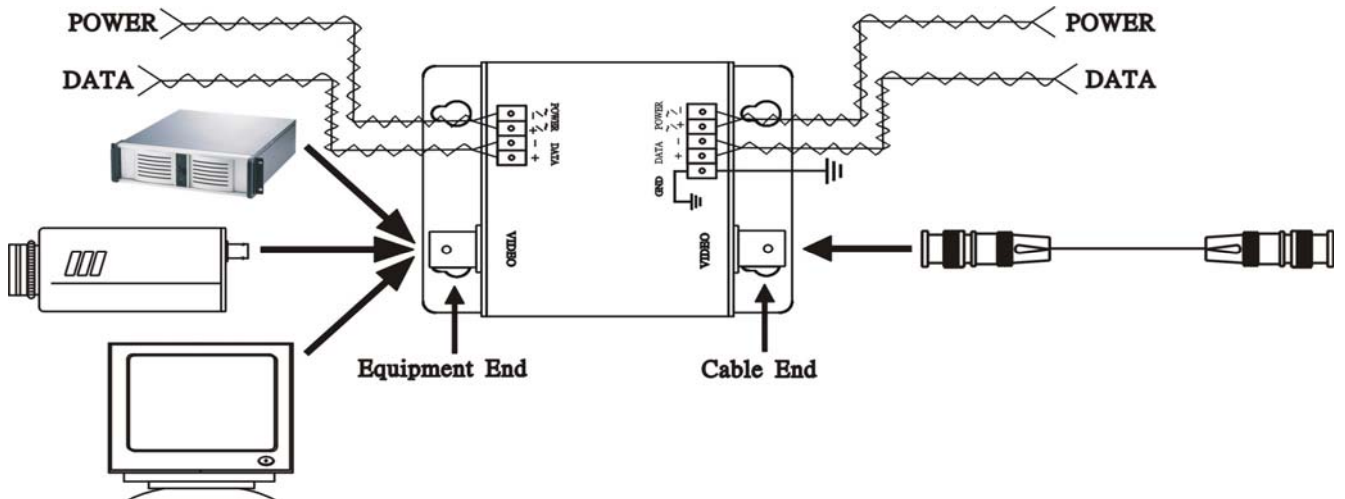 POWER
DATA
POWER
DATA
POWER
DATA
- ~/
+ ~/
- +
VIDEO
POWER
DATA
- ~/
+ ~/
- +
GND
VIDEO
Equipment End
Cable End